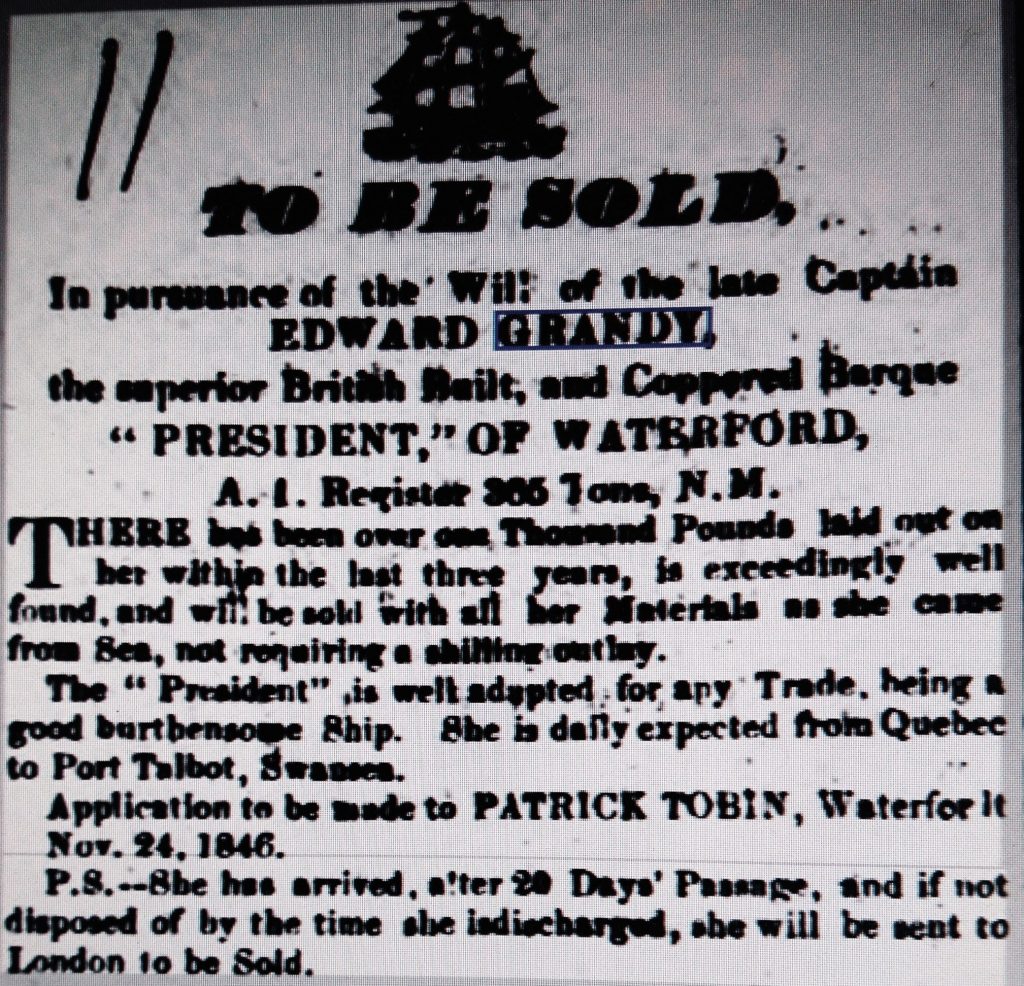 TO BE SOLD,
In pursuance of the Will of the late Captain
EDWARD GRANDY,
the superior British Built, and Coppered Barque
“ PRESIDENT,” OF WATERFORD,
A. 1. Register 365 Tons, N.M.
THERE has been over one Thousand Pounds laid out on
her within the last three years, is exceedingly well
found, and will be sold with all her Materials as she came
from Sea, not requiring a shilling outlay.
The “ President” is well adapted for any Trade, being a
good burthensome Ship. She is daily expected from Quebec
to Port Talbot, Swansea.
Application to be made to PATRICK TOBIN,
Nov. 24, 1846.
P.S.--She has arrived, after 20 Days' Passage, and if not
disposed of by the time she isdischarged, she will be sent to
London to be Sold.